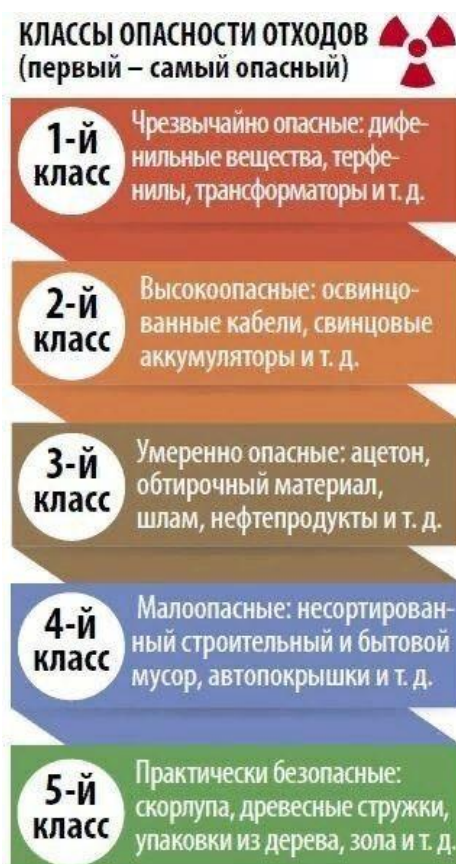 КЛАССЫ ОПАСНОСТИ ОТХОДОВ
(первый – самый опасный)
1-й
класс
Чрезвычайно опасные: дифе-
нильные вещества, терфе-
нилы, трансформаторы и т. д.
2-й
класс
Высокоопасные: освинцо-
ванные кабели, свинцовые
аккумуляторы и т. д.
3-й
класс
Умеренно опасные: ацетон,
обтирочный материал,
шлам, нефтепродукты и т. д.
4-й
класс
Малоопасные: несортирован-
ный строительный и бытовой
мусор, автопокрышки и т. д.
5-й
класс
Практически безопасные:
скорлупа, древесные стружки,
упаковки из дерева, зола и т. д.